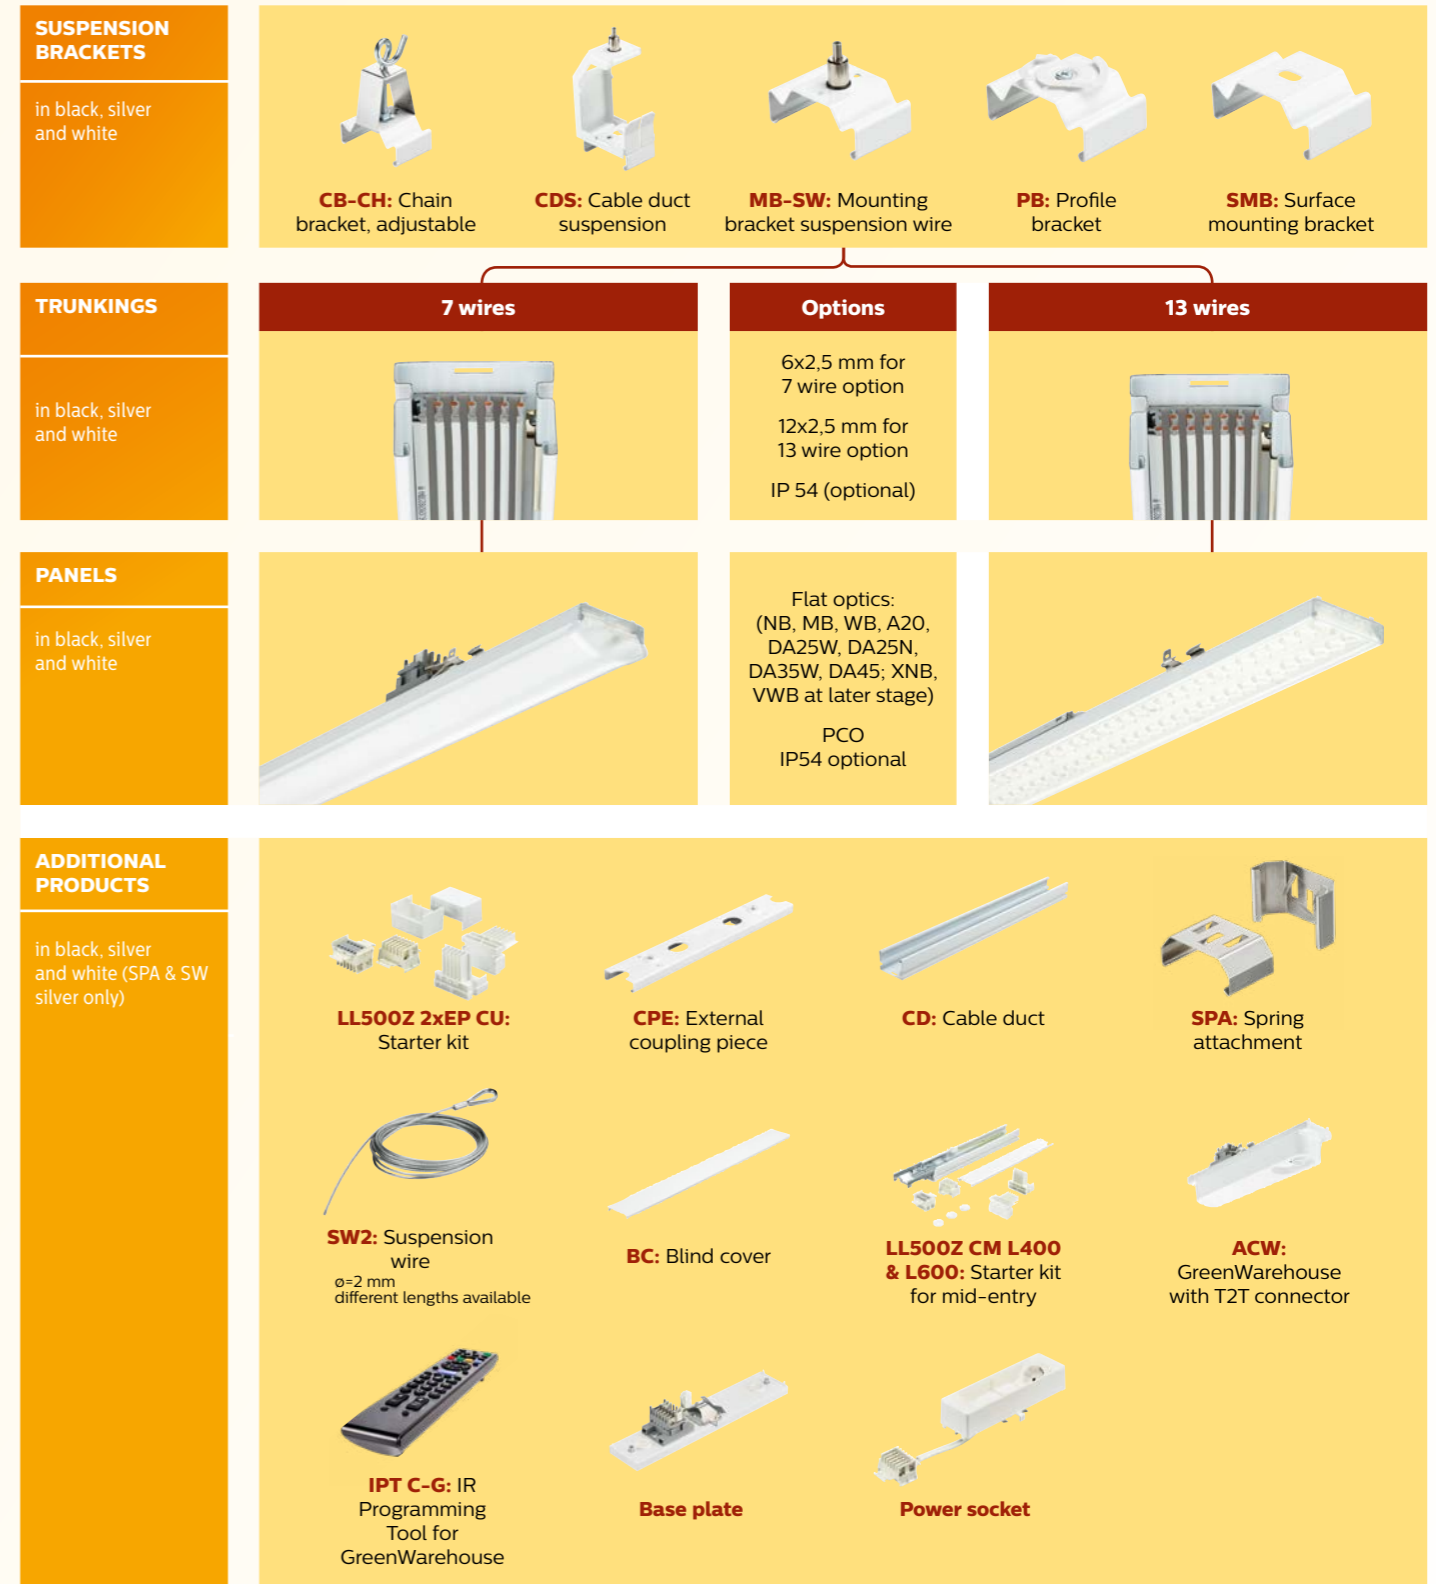 SUSPENSION
BRACKETS
in black, silver
and white
CB-CH: Chain
bracket, adjustable
CDS: Cable duct
suspension
MB-SW: Mounting
bracket suspension wire
PB: Profile
bracket
SMB: Surface
mounting bracket
TRUNKINGS
in black, silver
and white
7 wires
Options
6x2,5 mm for
7 wire option
12x2,5 mm for
13 wire option
IP 54 (optional)
13 wires
PANELS
in black, silver
and white
Flat optics:
(NB, MB, WB, A20,
DA25W, DA25N,
DA35W, DA45; XNB,
VWB at later stage)
PCO
IP54 optional
ADDITIONAL
PRODUCTS
in black, silver
and white (SPA & SW
silver only)
LL500Z 2xEP CU:
Starter kit
CPE: External
coupling piece
CD: Cable duct
SPA: Spring
attachment
SW2: Suspension
wire
ø=2 mm
different lengths available
BC: Blind cover
LL500Z CM L400
& L600: Starter kit
for mid-entry
ACW:
GreenWarehouse
with T2T connector
IPT C-G: IR
Programming
Tool for
GreenWarehouse
Base plate
Power socket